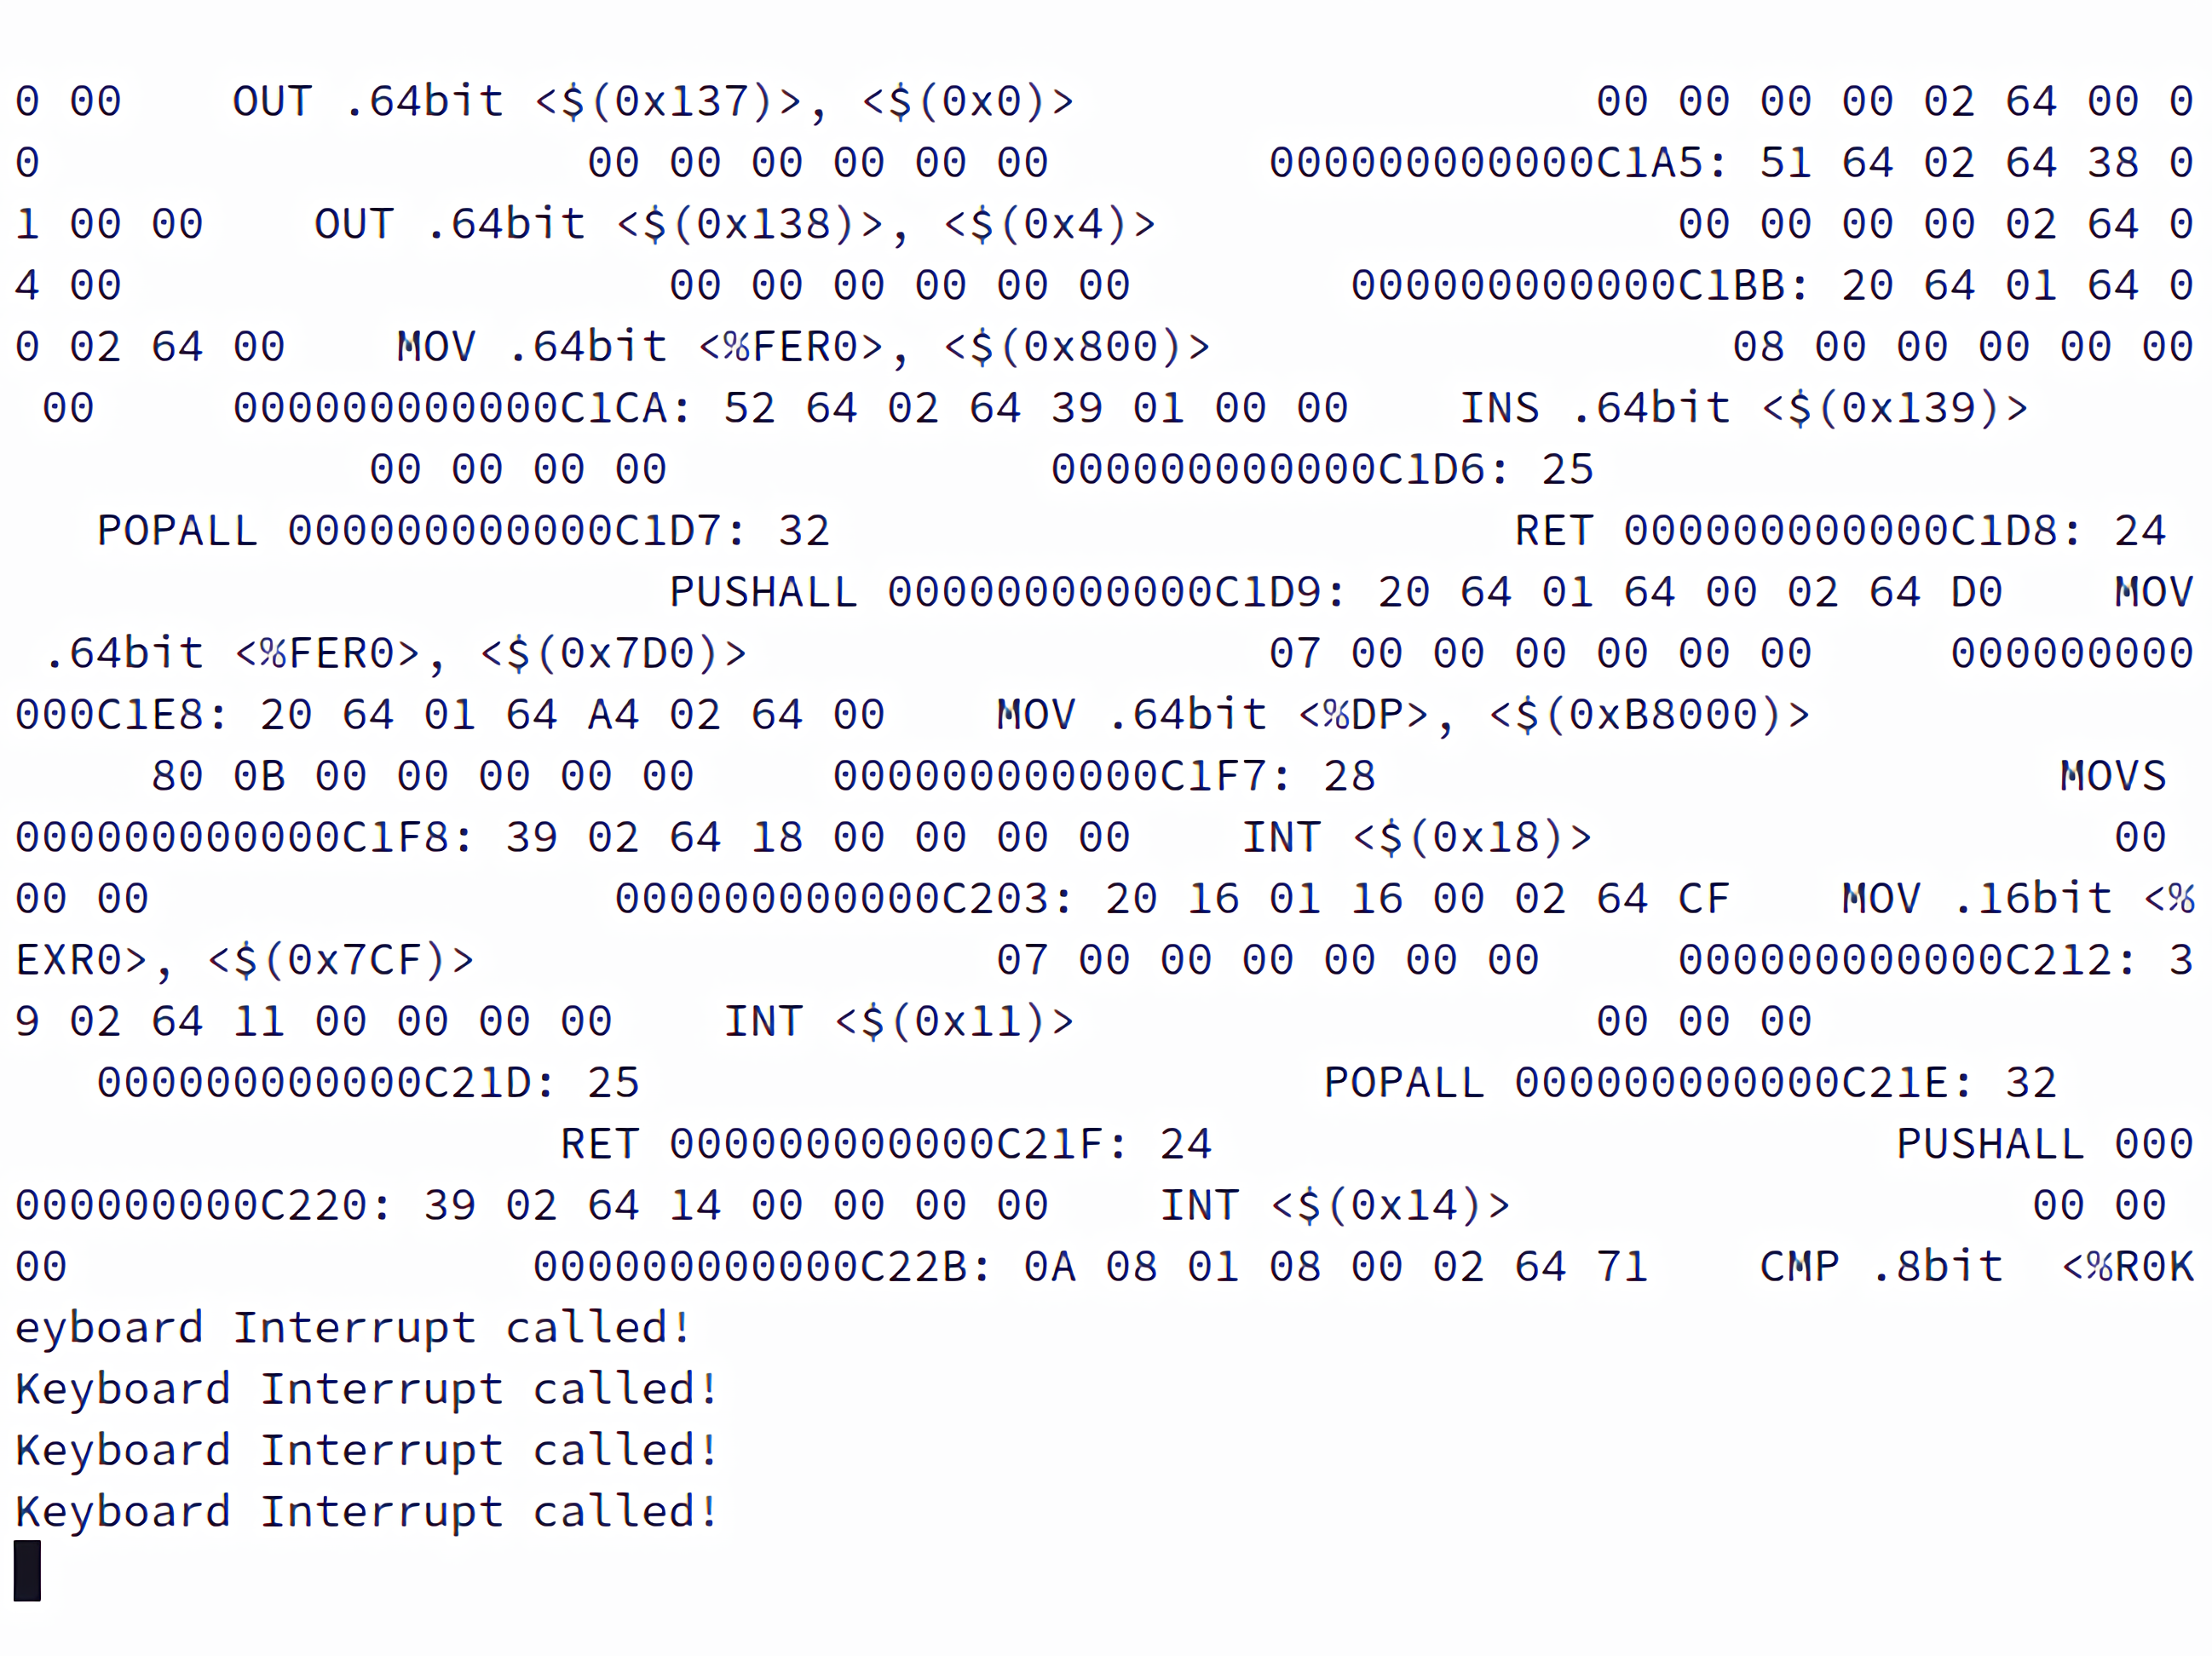 0 00    OUT .64bit <$(0x137)>, <$(0x0)>                   00 00 00 00 02 64 00 0
0                    00 00 00 00 00 00        000000000000C1A5: 51 64 02 64 38 0
1 00 00    OUT .64bit <$(0x138)>, <$(0x4)>                   00 00 00 00 02 64 0
4 00                    00 00 00 00 00 00        000000000000C1BB: 20 64 01 64 0
0 02 64 00    MOV .64bit <%FER0>, <$(0x800)>                   08 00 00 00 00 00
 00     000000000000C1CA: 52 64 02 64 39 01 00 00    INS .64bit <$(0x139)>
             00 00 00 00              000000000000C1D6: 25
   POPALL 000000000000C1D7: 32                         RET 000000000000C1D8: 24
                        PUSHALL 000000000000C1D9: 20 64 01 64 00 02 64 D0    MOV
 .64bit <%FER0>, <$(0x7D0)>                   07 00 00 00 00 00 00     000000000
000C1E8: 20 64 01 64 A4 02 64 00    MOV .64bit <%DP>, <$(0xB8000)>
     80 0B 00 00 00 00 00     000000000000C1F7: 28                         MOVS
000000000000C1F8: 39 02 64 18 00 00 00 00    INT <$(0x18)>                   00
00 00                 000000000000C203: 20 16 01 16 00 02 64 CF    MOV .16bit <%
EXR0>, <$(0x7CF)>                   07 00 00 00 00 00 00     000000000000C212: 3
9 02 64 11 00 00 00 00    INT <$(0x11)>                   00 00 00
   000000000000C21D: 25                         POPALL 000000000000C21E: 32
                    RET 000000000000C21F: 24                         PUSHALL 000
000000000C220: 39 02 64 14 00 00 00 00    INT <$(0x14)>                   00 00
00                 000000000000C22B: 0A 08 01 08 00 02 64 71    CMP .8bit  <%R0K
eyboard Interrupt called!
Keyboard Interrupt called!
Keyboard Interrupt called!
Keyboard Interrupt called!